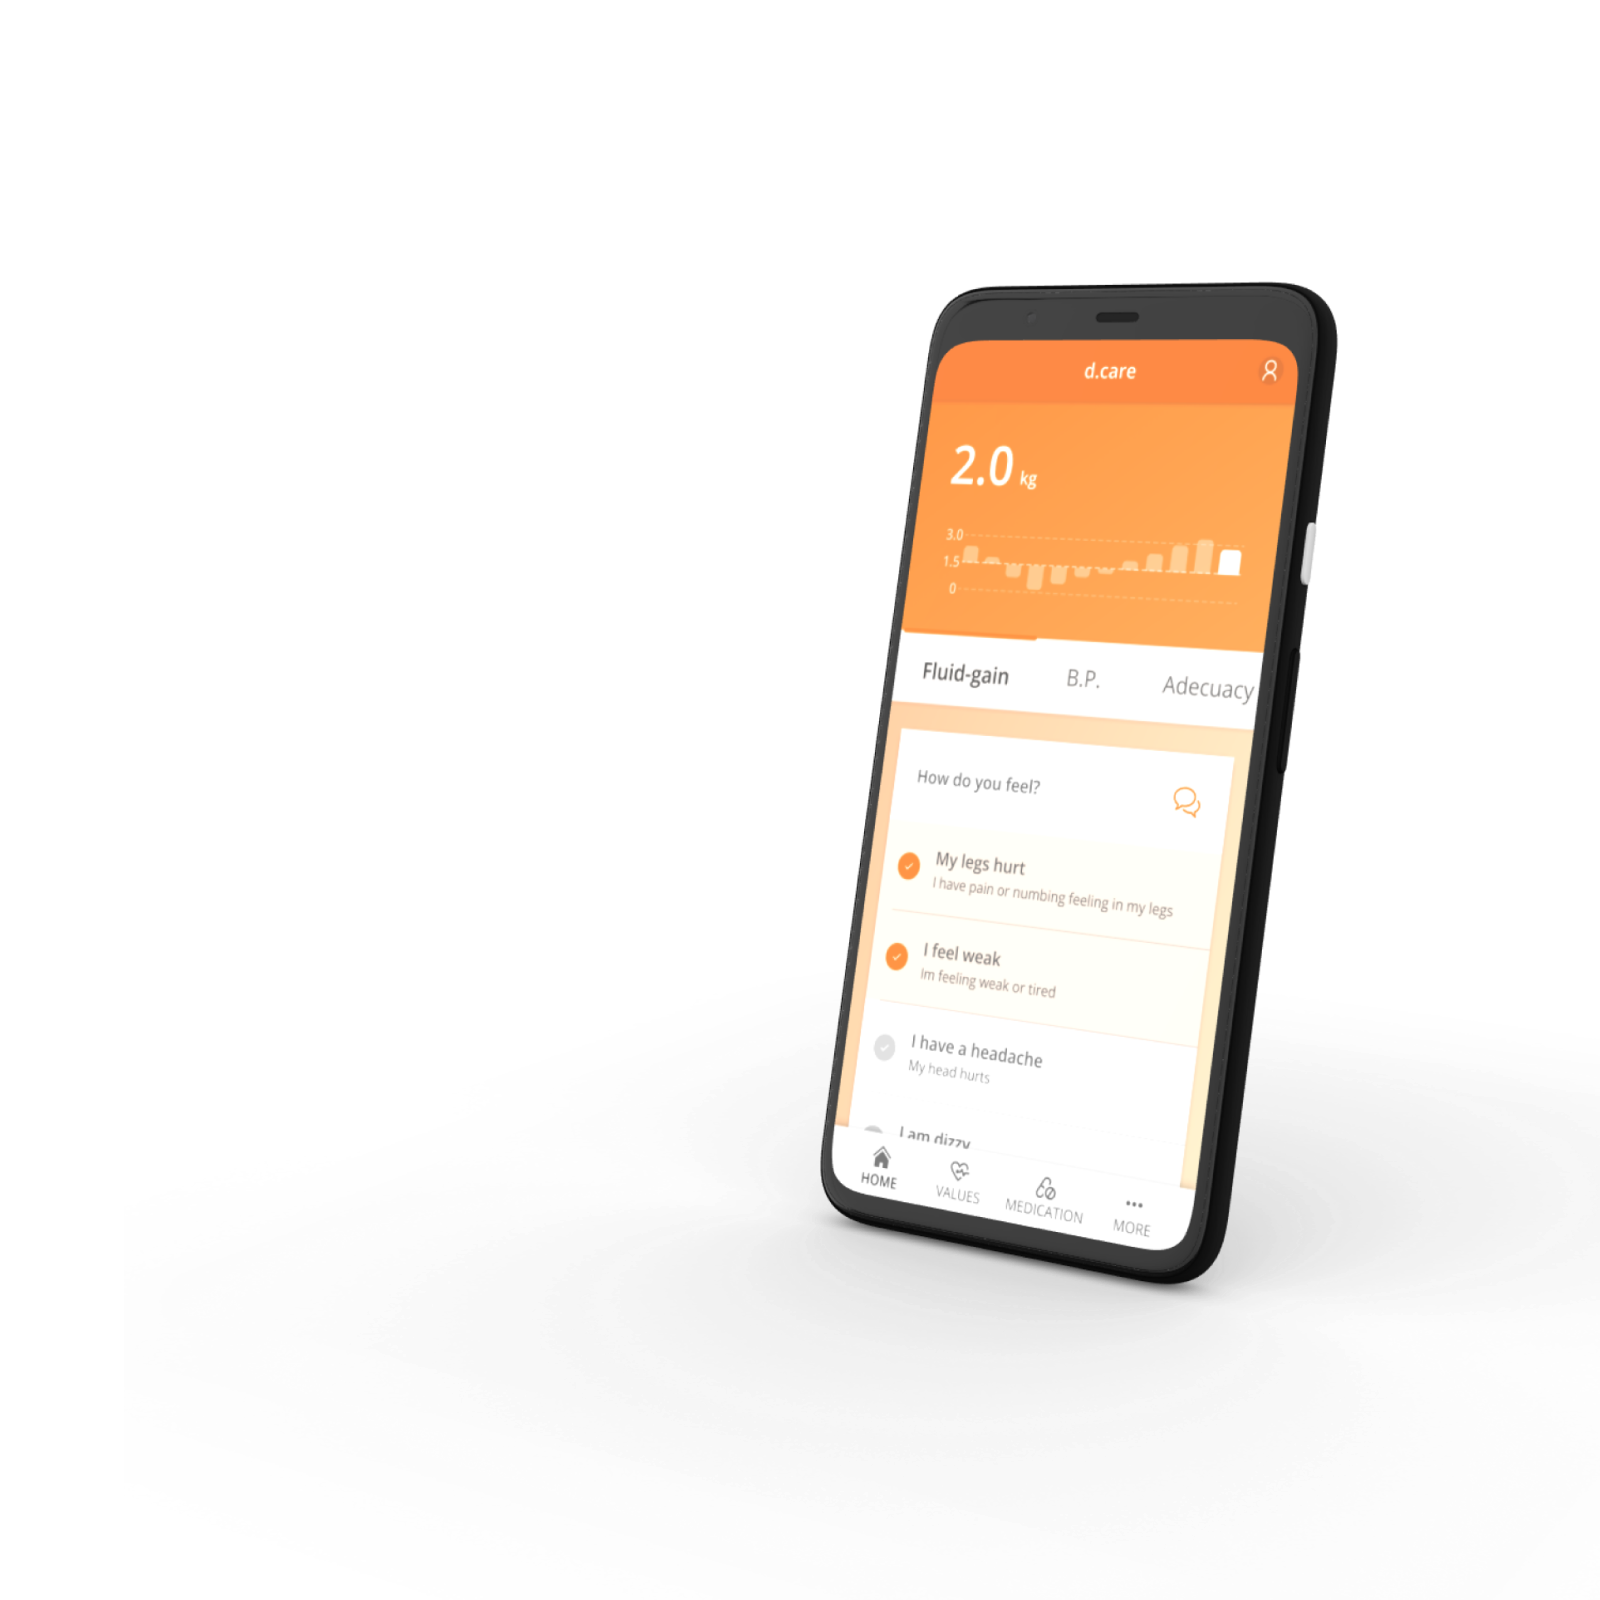 d.care
2.0 kg
3.0
1.5
0
Fluid-gain B.P. Adecuacy
How do you feel?
My legs hurt
I have pain or numbing feeling in my legs
I feel weak
Im feeling weak or tired
I have a headache
My head hurts
I am dizzy
HOME VALUES MEDICATION MORE